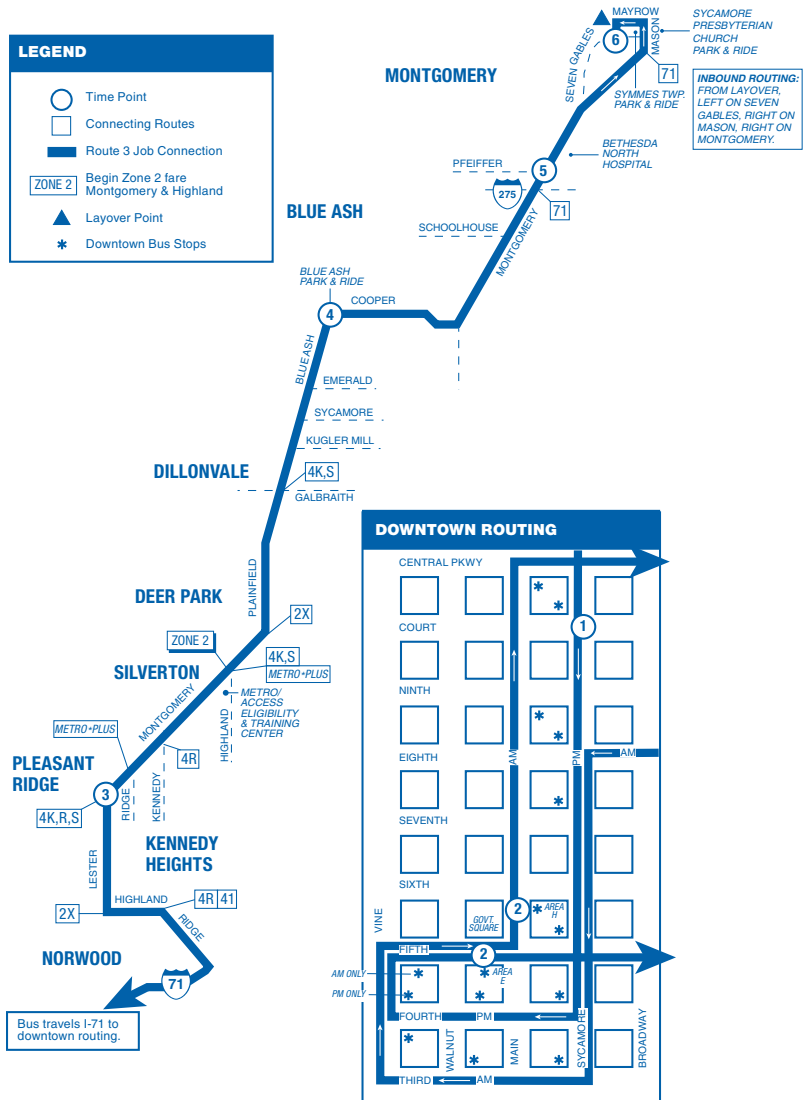 LEGEND
Time Point
Connecting Routes
Route 3 Job Connection
ZONE 2
Begin Zone 2 fare
Montgomery & Highland
Layover Point
Downtown Bus Stops
MAYROW
MASON
SEVEN GABLES
6
SYCAMORE
PRESBYTERIAN
CHURCH
PARK & RIDE
71
SYMMES TWP.
PARK & RIDE
INBOUND ROUTING:
FROM LAYOVER,
LEFT ON SEVEN
GABLES, RIGHT ON
MASON, RIGHT ON
MONTGOMERY.
MONTGOMERY
BETHESDA
NORTH
HOSPITAL
PFEIFFER
5
275
71
BLUE ASH
SCHOOLHOUSE
MONTGOMERY
BLUE ASH
PARK & RIDE
4
COOPER
BLUE ASH
EMERALD
SYCAMORE
KUGLER MILL
DILLONVALE
4K,S
GALBRAITH
PLAINFIELD
DEER PARK
2X
ZONE 2
4K,S
METRO*PLUS
SILVERTON
METRO/
ACCESS
ELIGIBILITY
& TRAINING
CENTER
MONTGOMERY
HIGHLAND
METRO*PLUS
4R
PLEASANT
RIDGE
3
RIDGE
KENNEDY
4K,R,S
KENNEDY
HEIGHTS
LESTER
HIGHLAND
4R
41
2X
RIDGE
NORWOOD
71
Bus travels I-71 to
downtown routing.
DOWNTOWN ROUTING
CENTRAL PKWY
1
COURT
NINTH
EIGHTH
AM
PM
AM
SEVENTH
SIXTH
VINE
GOVT.
SQUARE
2
AREA
H
FIFTH
2
AM ONLY
AREA
E
PM ONLY
FOURTH
PM
WALNUT
MAIN
SYCAMORE
BROADWAY
THIRD
AM